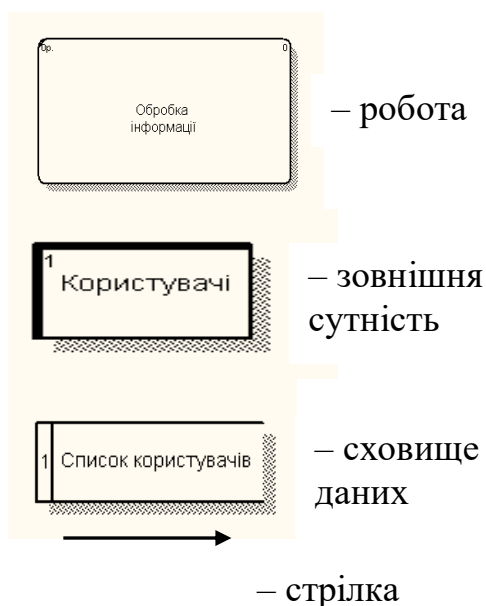 0р.
0
Обробка
інформації
– робота
1
Користувачі
– зовнішня
сутність
1
Список користувачів
– сховище
даних
– стрілка